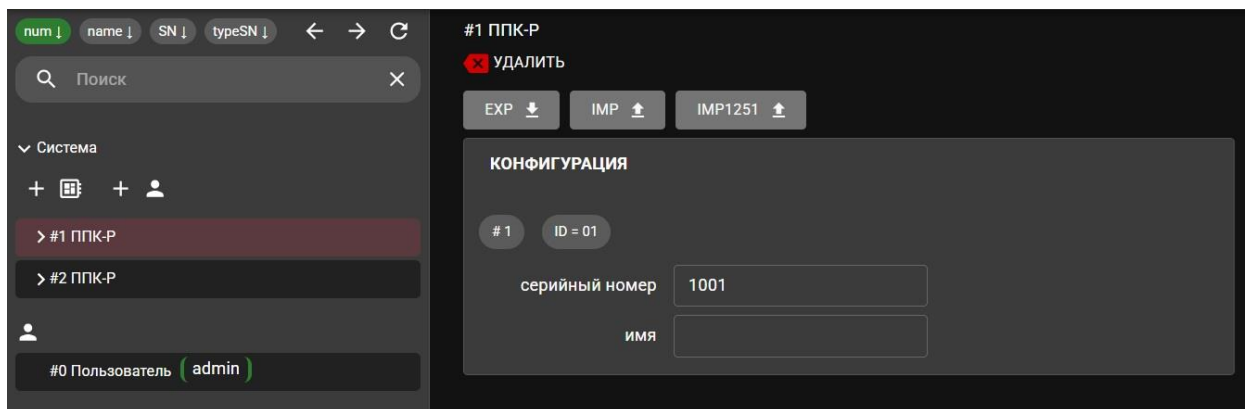 num ↓ name ↓ SN ↓ typeSN ↓
Поиск
Система
#1 ППК-Р
#2 ППК-Р
#0 Пользователь ( admin )
#1 ППК-Р
УДАЛИТЬ
EXP IMP IMP1251
КОНФИГУРАЦИЯ
# 1 ID = 01
серийный номер 1001
имя